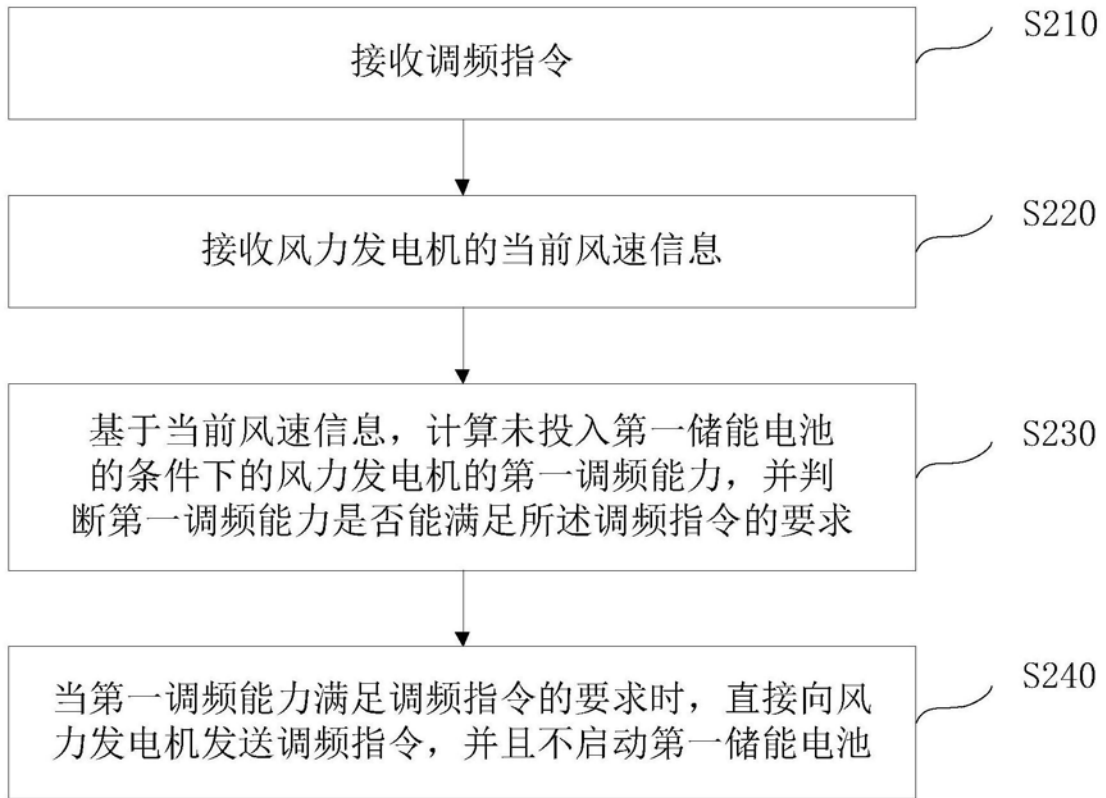 接收调频指令
S210
接收风力发电机的当前风速信息
S220
基于当前风速信息，计算未投入第一储能电池
的条件下的风力发电机的第一调频能力，并判
断第一调频能力是否能满足所述调频指令的要求
S230
当第一调频能力满足调频指令的要求时，直接向风
力发电机发送调频指令，并且不启动第一储能电池
S240